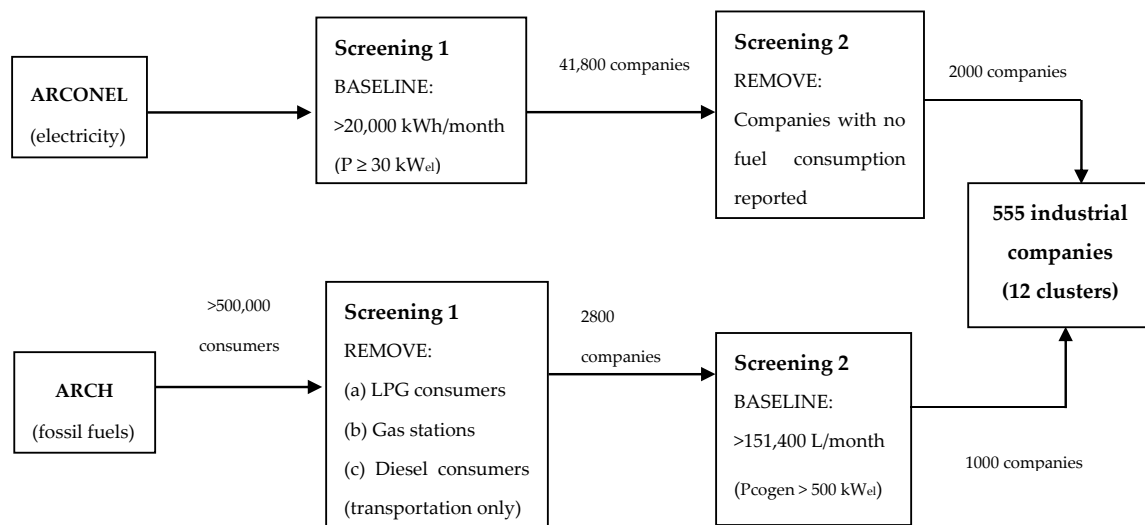 ARCONEL
(electricity)
Screening 1
BASELINE:
>20,000 kWh/month
(P ≥ 30 kWel)
41,800 companies
Screening 2
REMOVE:
Companies with no
fuel consumption
reported
2000 companies
555 industrial
companies
(12 clusters)
ARCH
(fossil fuels)
>500,000
consumers
Screening 1
REMOVE:
(a) LPG consumers
(b) Gas stations
(c) Diesel consumers
(transportation only)
2800
companies
Screening 2
BASELINE:
>151,400 L/month
(Pcogen > 500 kWel)
1000 companies